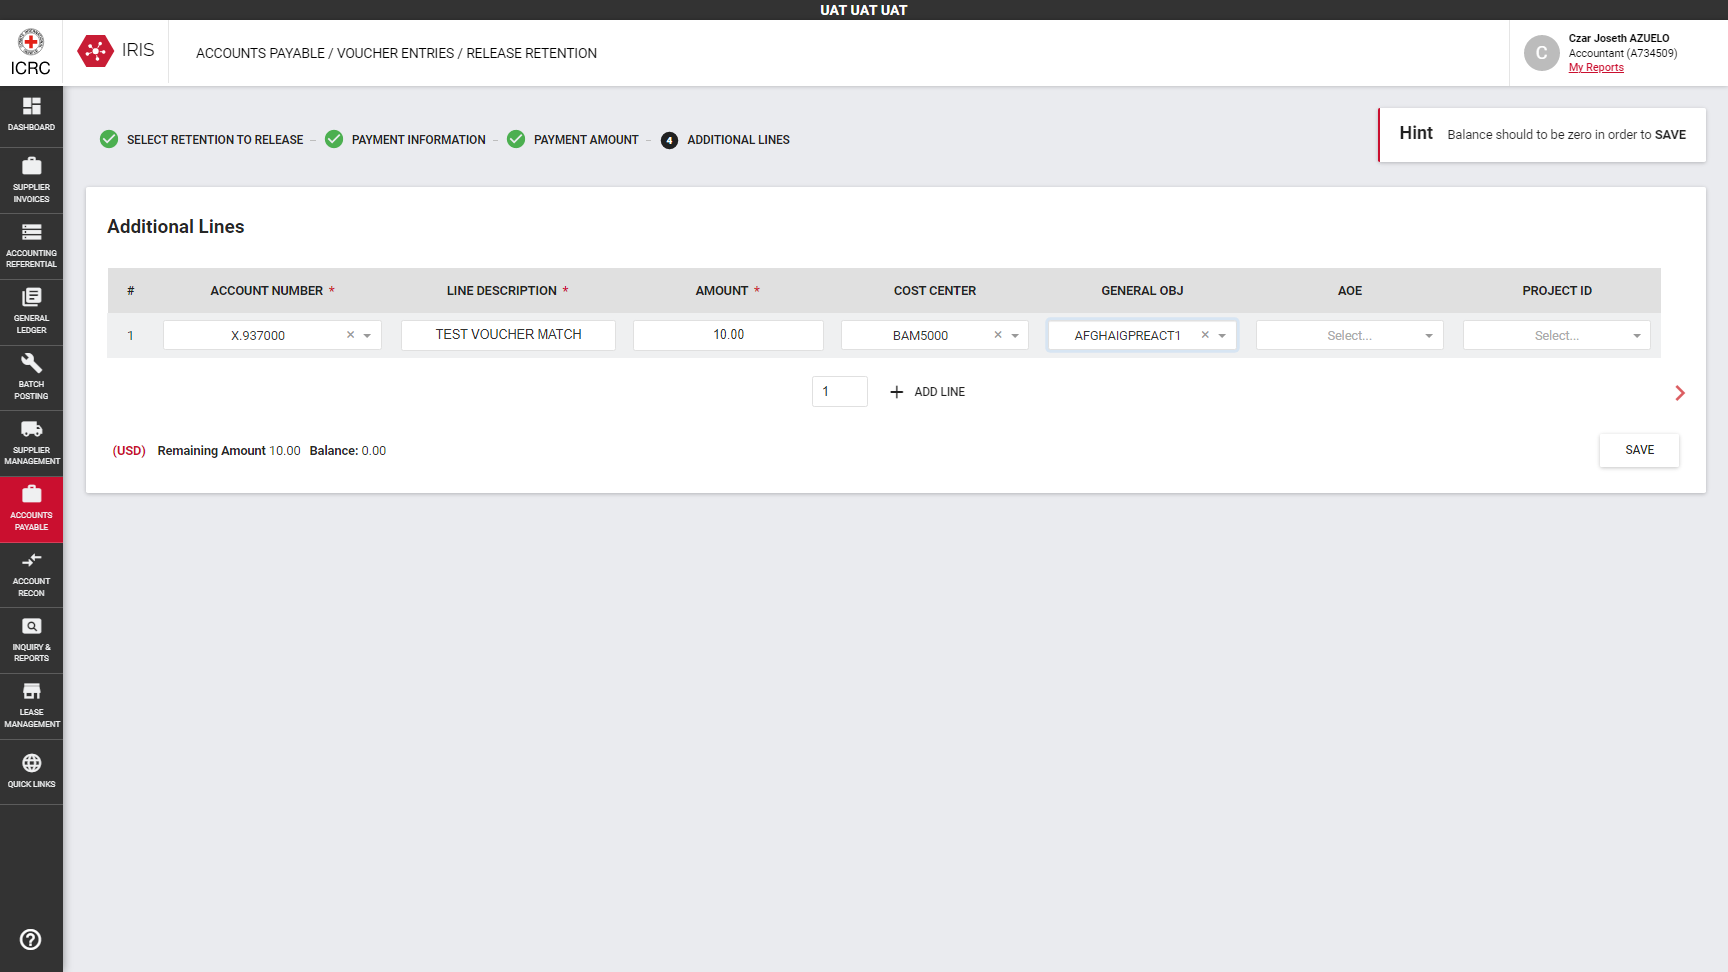 UAT UAT UAT
ICRC
IRIS
ACCOUNTS PAYABLE / VOUCHER ENTRIES / RELEASE RETENTION
C
Czar Joseth AZUELO
Accountant (A734509)
My Reports
DASHBOARD
SUPPLIER
INVOICES
ACCOUNTING
REFERENTIAL
GENERAL
LEDGER
BATCH
POSTING
SUPPLIER
MANAGEMENT
ACCOUNTS
PAYABLE
ACCOUNT
RECON
INQUIRY &
REPORTS
LEASE
MANAGEMENT
QUICK LINKS
SELECT RETENTION TO RELEASE
PAYMENT INFORMATION
PAYMENT AMOUNT
4 ADDITIONAL LINES
Hint Balance should to be zero in order to SAVE
Additional Lines
# ACCOUNT NUMBER * LINE DESCRIPTION * AMOUNT * COST CENTER GENERAL OBJ AOE PROJECT ID
1 X.937000 TEST VOUCHER MATCH 10.00 BAM5000 AFGHAIGPREACT1 Select... Select...
1 ADD LINE
(USD) Remaining Amount 10.00 Balance: 0.00
SAVE